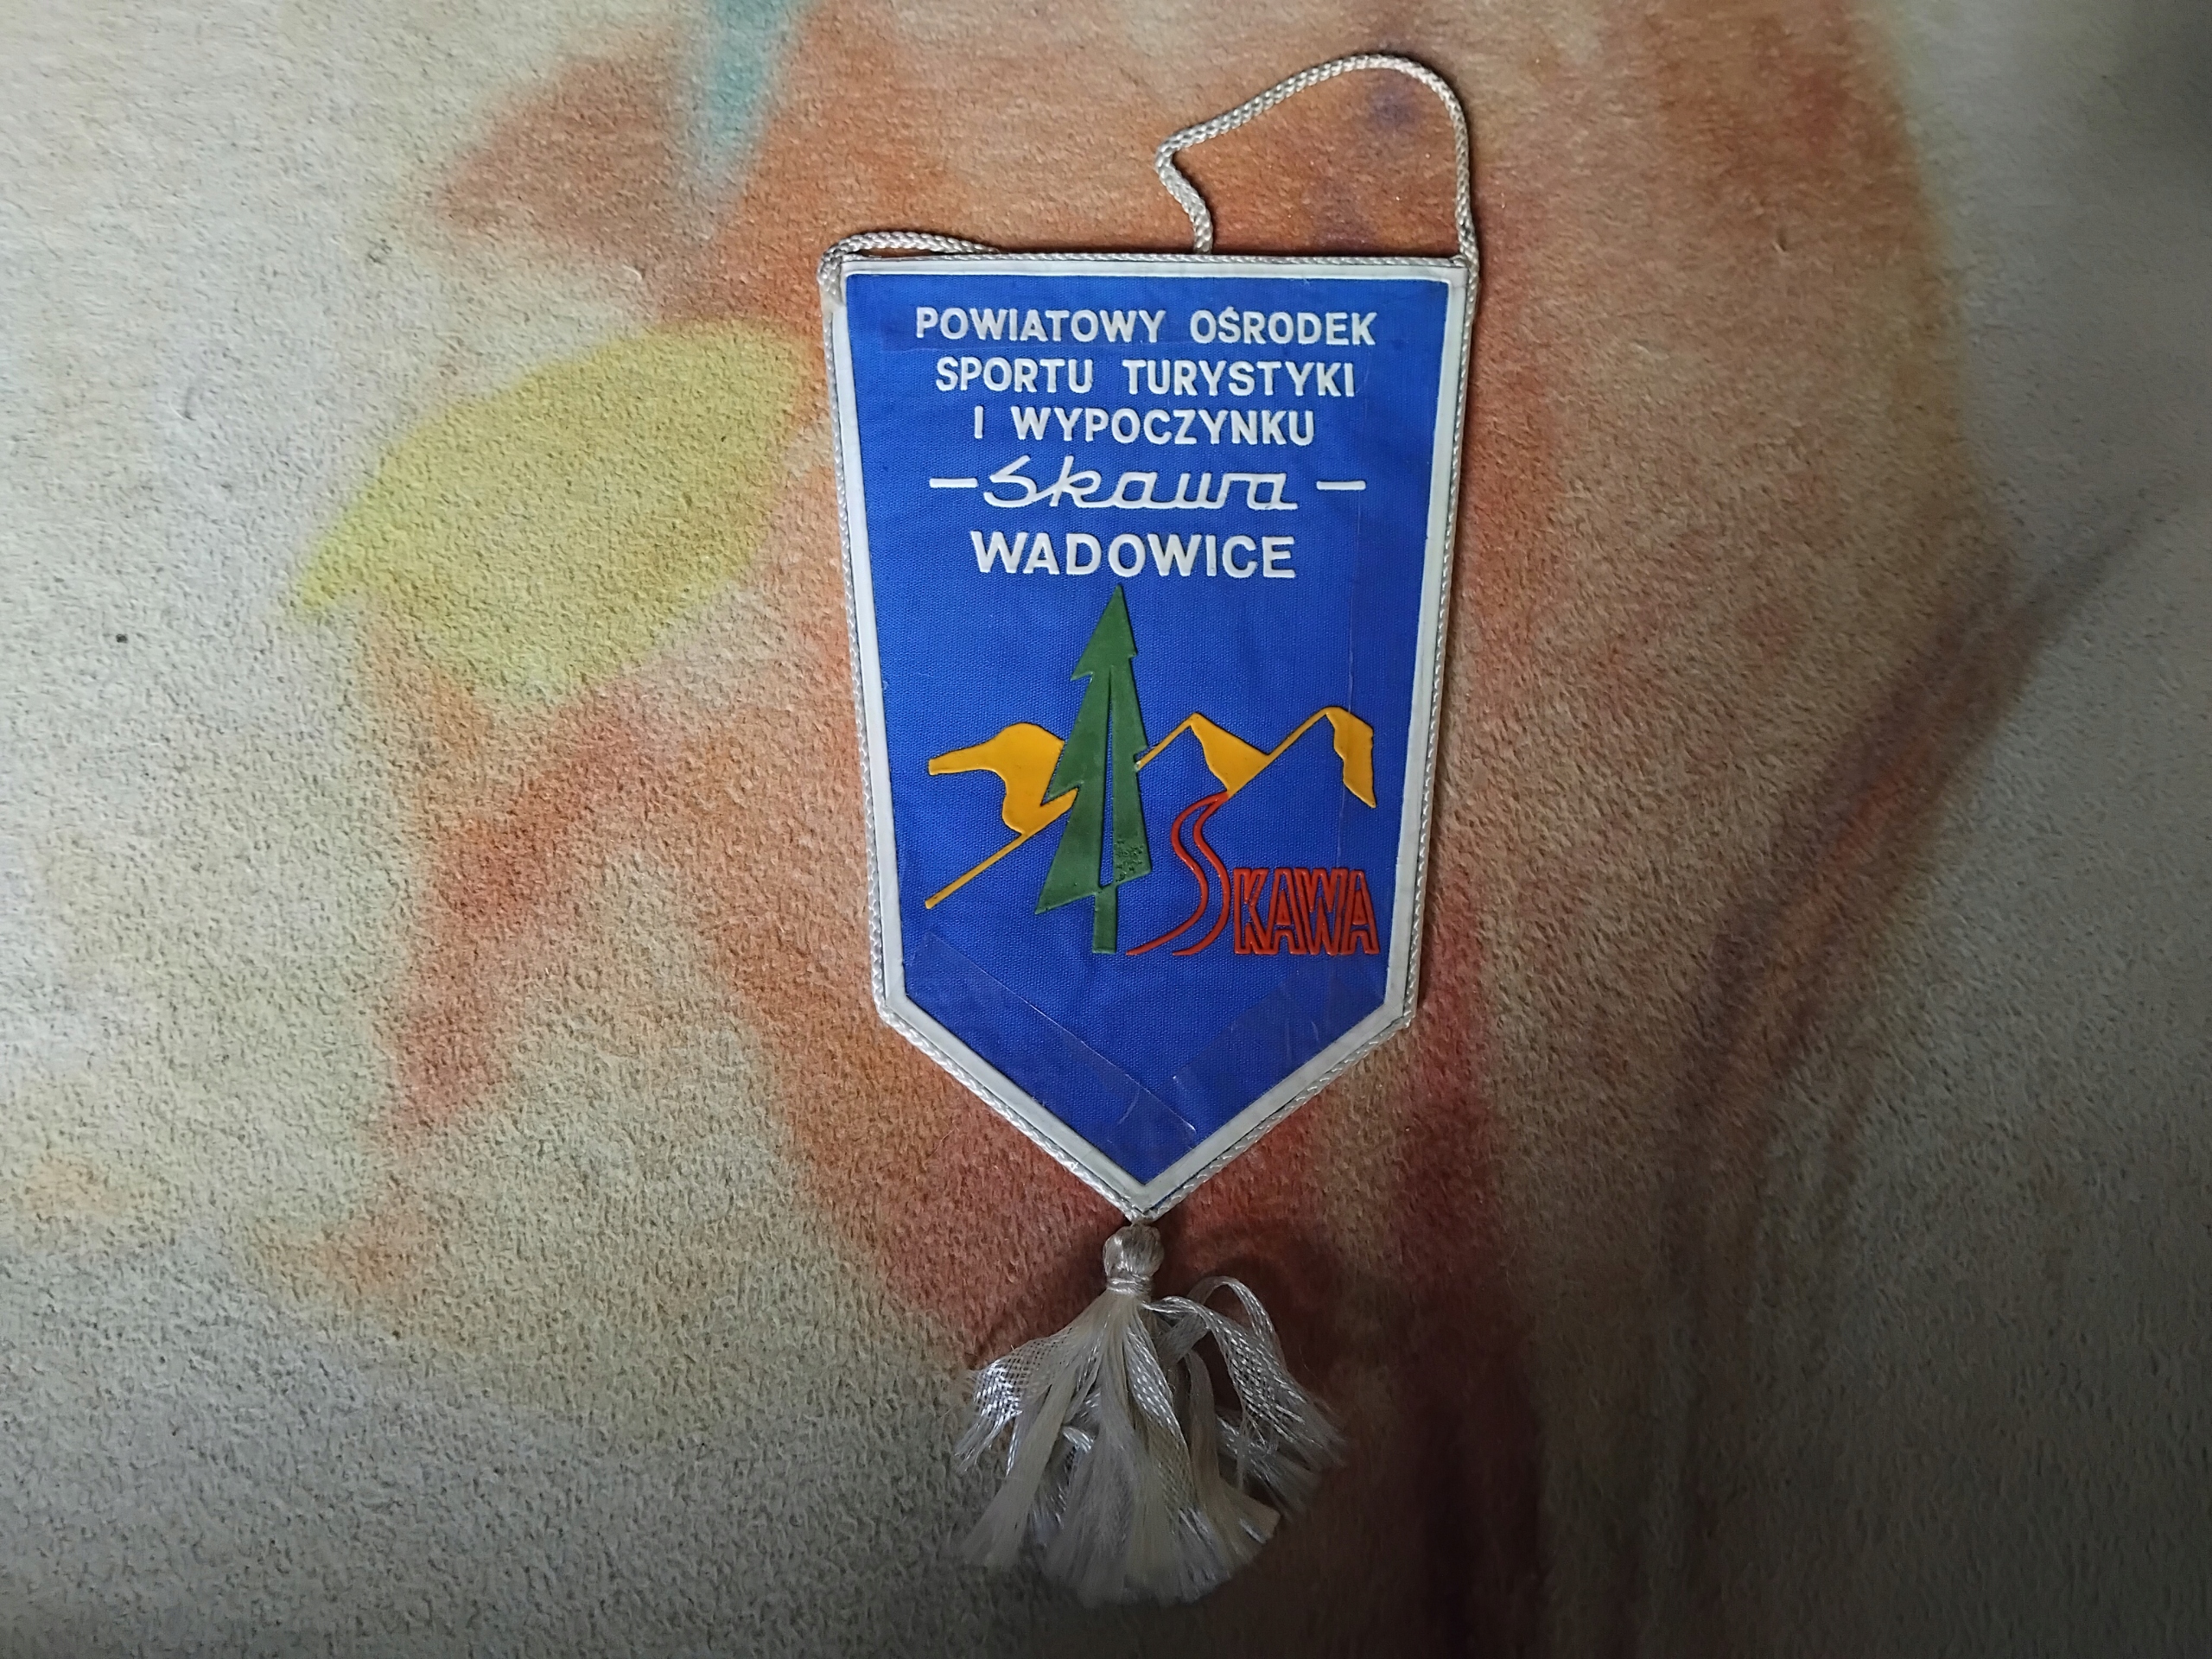 POWIATOWY OŚRODEK
SPORTU TURYSTYKI
I WYPOCZYNKU
– Skawa –
WADOWICE
SKAWA